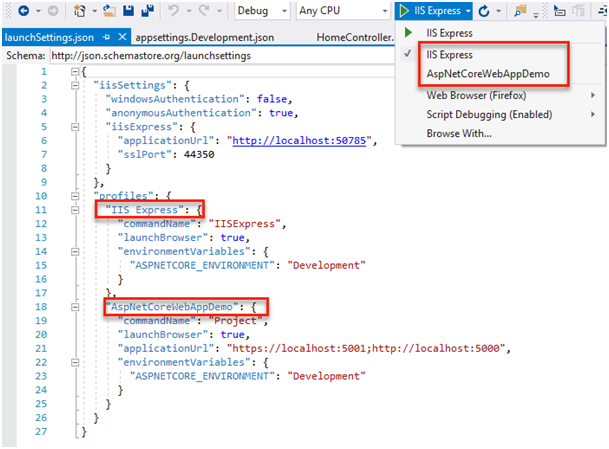 Debug Any CPU IIS Express
launchSettings.json appsettings.Development.json HomeController.
Schema: http://json.schemastore.org/launchsettings
IIS Express
IIS Express
AspNetCoreWebAppDemo
Web Browser (Firefox)
Script Debugging (Enabled)
Browse With...
1 {
2 "iisSettings": {
3 "windowsAuthentication": false,
4 "anonymousAuthentication": true,
5 "iisExpress": {
6 "applicationUrl": "http://localhost:50785",
7 "sslPort": 44350
8 }
9 },
10 "profiles": {
11 "IIS Express": {
12 "commandName": "IISExpress",
13 "launchBrowser": true,
14 "environmentVariables": {
15 "ASPNETCORE_ENVIRONMENT": "Development"
16 }
17 },
18 "AspNetCoreWebAppDemo": {
19 "commandName": "Project",
20 "launchBrowser": true,
21 "applicationUrl": "https://localhost:5001;http://localhost:5000",
22 "environmentVariables": {
23 "ASPNETCORE_ENVIRONMENT": "Development"
24 }
25 }
26 }
27 }